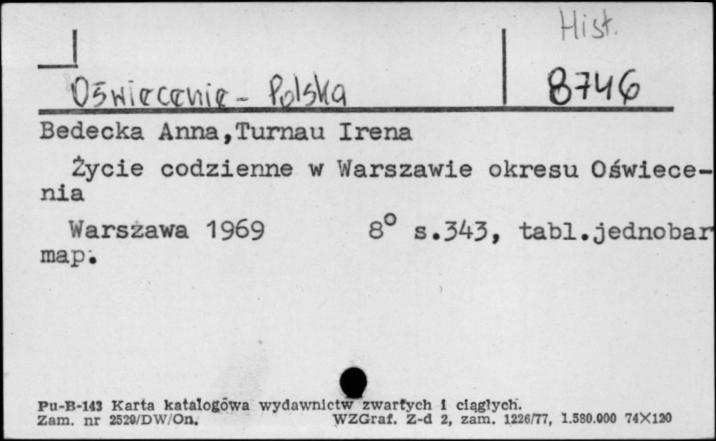 Hist.
Oświecenie - Polska 8746
Bedecka Anna,Turnau Irena
Życie codzienne w Warszawie okresu Oświece-
nia
Warszawa 1969 8° s.343, tabl.jednobar
map.
Pu-B-143 Karta katalogowa wydawnictw zwartych i ciągłych.
Zam. nr 2520/DW/On. WZGraf. Z-d 2, zam. 1226/77, 1.580.000 74X120